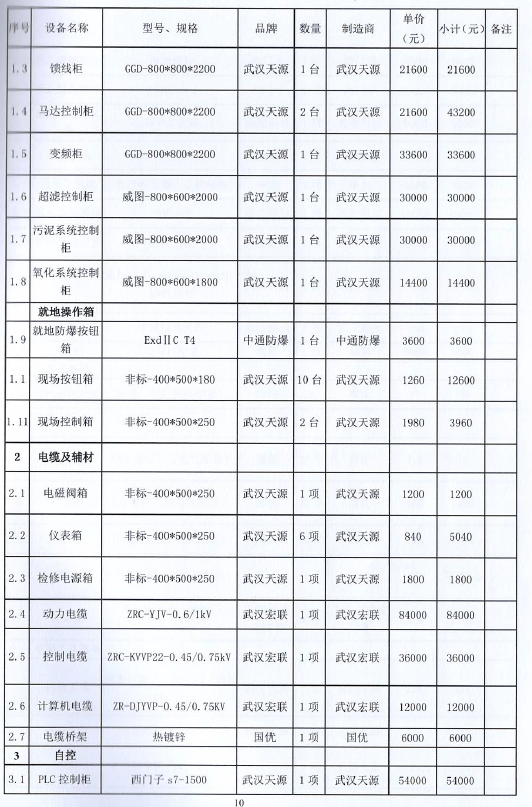 序号 设备名称 型号、规格 品牌 数量 制造商 单价（元） 小计（元） 备注
1.3 馈线柜 GGD-800*800*2200 武汉天源 1 台 武汉天源 21600 21600
1.4 马达控制柜 GGD-800*800*2200 武汉天源 2 台 武汉天源 21600 43200
1.5 变频柜 GGD-800*800*2200 武汉天源 1 台 武汉天源 33600 33600
1.6 超滤控制柜 威图-800*600*2000 武汉天源 1 台 武汉天源 30000 30000
1.7 污泥系统控制柜 威图-800*600*2000 武汉天源 1 台 武汉天源 30000 30000
1.8 氧化系统控制柜 威图-800*600*1800 武汉天源 1 台 武汉天源 14400 14400
就地操作箱
1.9 就地防爆按钮箱 ExdⅡC T4 中通防爆 1 台 中通防爆 3600 3600
1.1 现场按钮箱 非标-400*500*180 武汉天源 10 台 武汉天源 1260 12600
1.11 现场控制箱 非标-400*500*250 武汉天源 2 台 武汉天源 1980 3960
2 电缆及辅材
2.1 电磁阀箱 非标-400*500*250 武汉天源 1 项 武汉天源 1200 1200
2.2 仪表箱 非标-400*500*250 武汉天源 6 项 武汉天源 840 5040
2.3 检修电源箱 非标-400*500*250 武汉天源 1 项 武汉天源 1800 1800
2.4 动力电缆 ZRC-YJV-0.6/1kV 武汉宏联 1 项 武汉宏联 84000 84000
2.5 控制电缆 ZRC-KVVP22-0.45/0.75kV 武汉宏联 1 项 武汉宏联 36000 36000
2.6 计算机电缆 ZR-DJYVP-0.45/0.75KV 武汉宏联 1 项 武汉宏联 12000 12000
2.7 电缆桥架 热镀锌 国优 1 项 国优 6000 6000
3 自控
3.1 PLC 控制柜 西门子 s7-1500 武汉天源 1 项 武汉天源 54000 54000
10